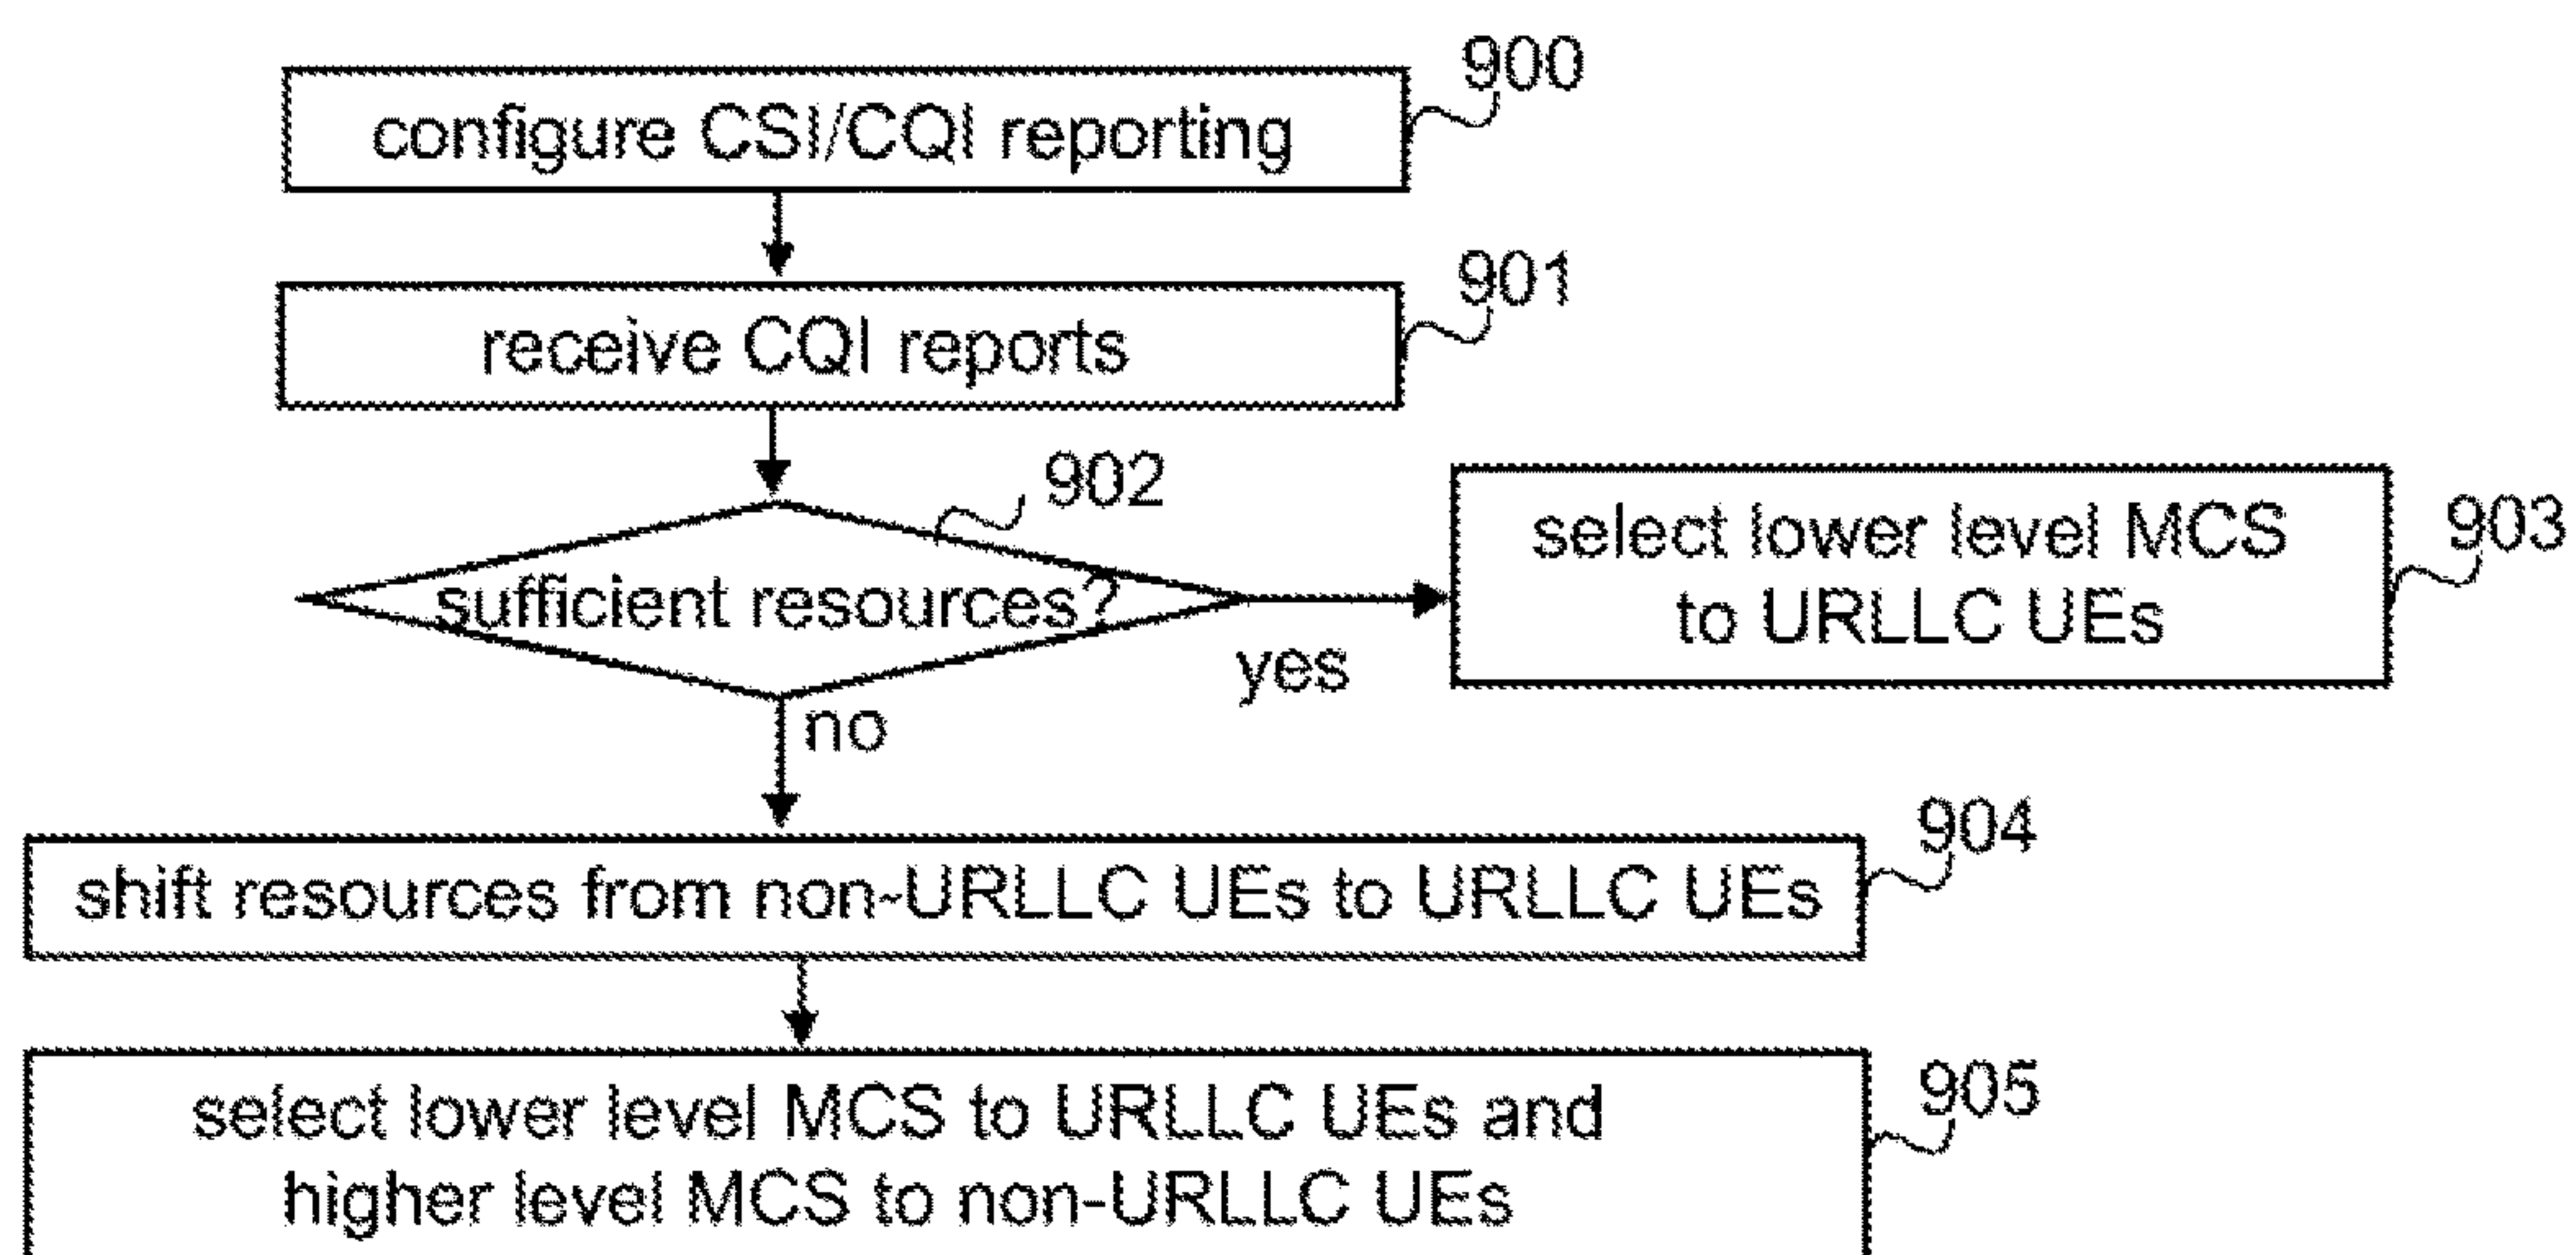 900
configure CSI/CQI reporting
901
receive CQI reports
902
sufficient resources?
yes
903
select lower level MCS
to URLLC UEs
no
904
shift resources from non-URLLC UEs to URLLC UEs
905
select lower level MCS to URLLC UEs and
higher level MCS to non-URLLC UEs